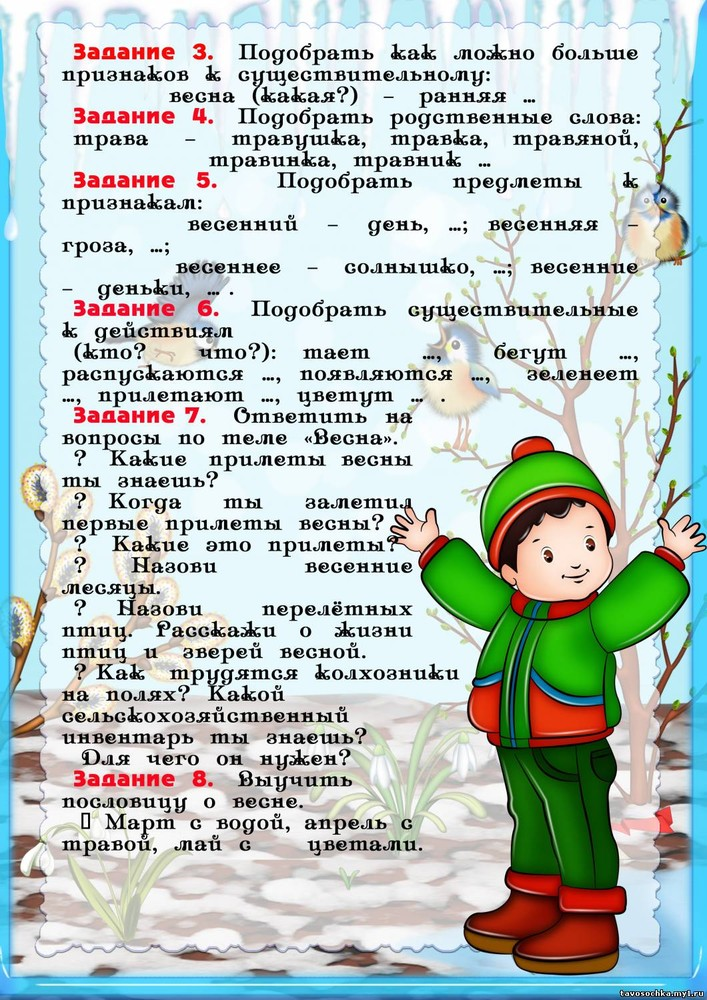 Задание 3. Подобрать как можно больше
признаков к существительному:
весна (какая?) – ранняя ...
Задание 4. Подобрать родственные слова:
трава – травушка, травка, травяной,
травинка, травник ...
Задание 5. Подобрать предметы к
признакам:
весенний – день, ...; весенняя –
гроза, ...;
весеннее – солнышко, ...; весенние
– деньки, ... .
Задание 6. Подобрать существительные
к действиям
(кто? что?): тает ..., бегут ...,
распускаются ..., появляются ..., зеленеет
..., прилетают ..., цветут ... .
Задание 7. Ответить на
вопросы по теме «Весна».
? Какие приметы весны
ты знаешь?
? Когда ты заметил
первые приметы весны?
? Какие это приметы?
? Назови весенние
месяцы.
? Назови перелётных
птиц. Расскажи о жизни
птиц и зверей весной.
? Как трудятся колхозники
на полях? Какой
сельскохозяйственный
инвентарь ты знаешь?
Для чего он нужен?
Задание 8. Выучить
пословицу о весне.
▯ Март с водой, апрель с
травой, май с цветами.
tavosochka.my1.ru